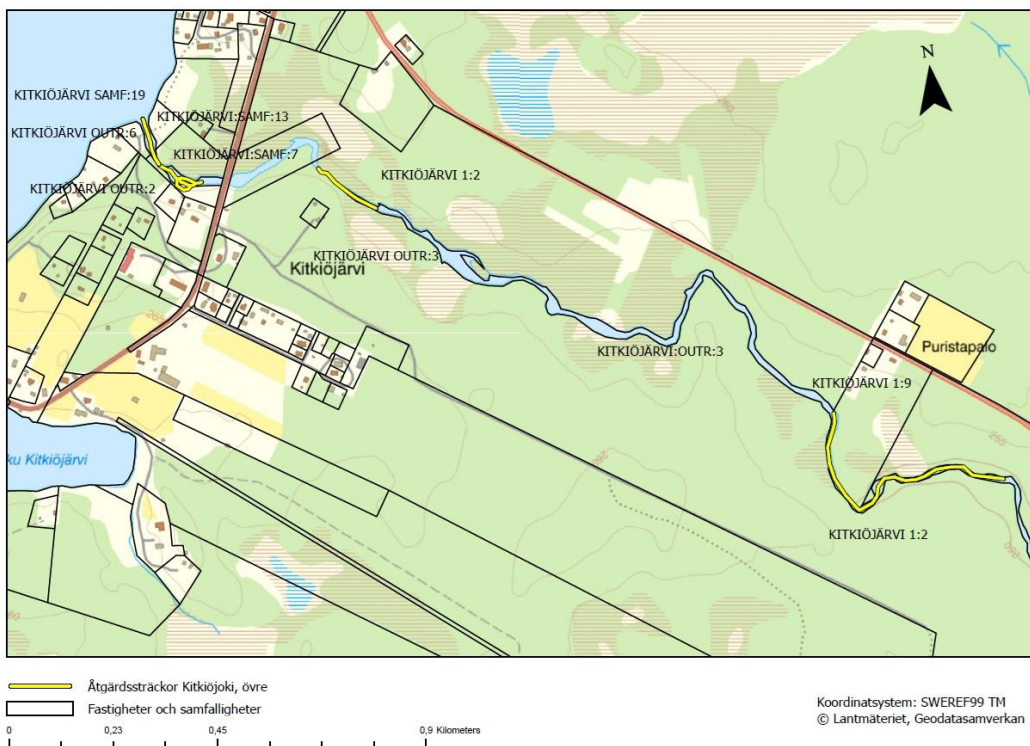 N
KITKIÖJÄRVI SAMF:19
KITKIÖJÄRVI:SAMF:13
KITKIÖJÄRVI OUTR:6
KITKIÖJÄRVI:SAMF:7
KITKIÖJÄRVI OUTR:2
KITKIÖJÄRVI 1:2
KITKIÖJÄRVI OUTR:3
Kitkiöjärvi
KITKIÖJÄRVI:OUTR:3
Puristapalo
KITKIÖJÄRVI 1:9
255
ku Kitkiöjärvi
KITKIÖJÄRVI 1:2
Åtgärdssträckor Kitkiöjoki, övre
Fastigheter och samfälligheter
0 0,23 0,45 0,9 Kilometers
Koordinatsystem: SWEREF99 TM
© Lantmäteriet, Geodatasamverkan